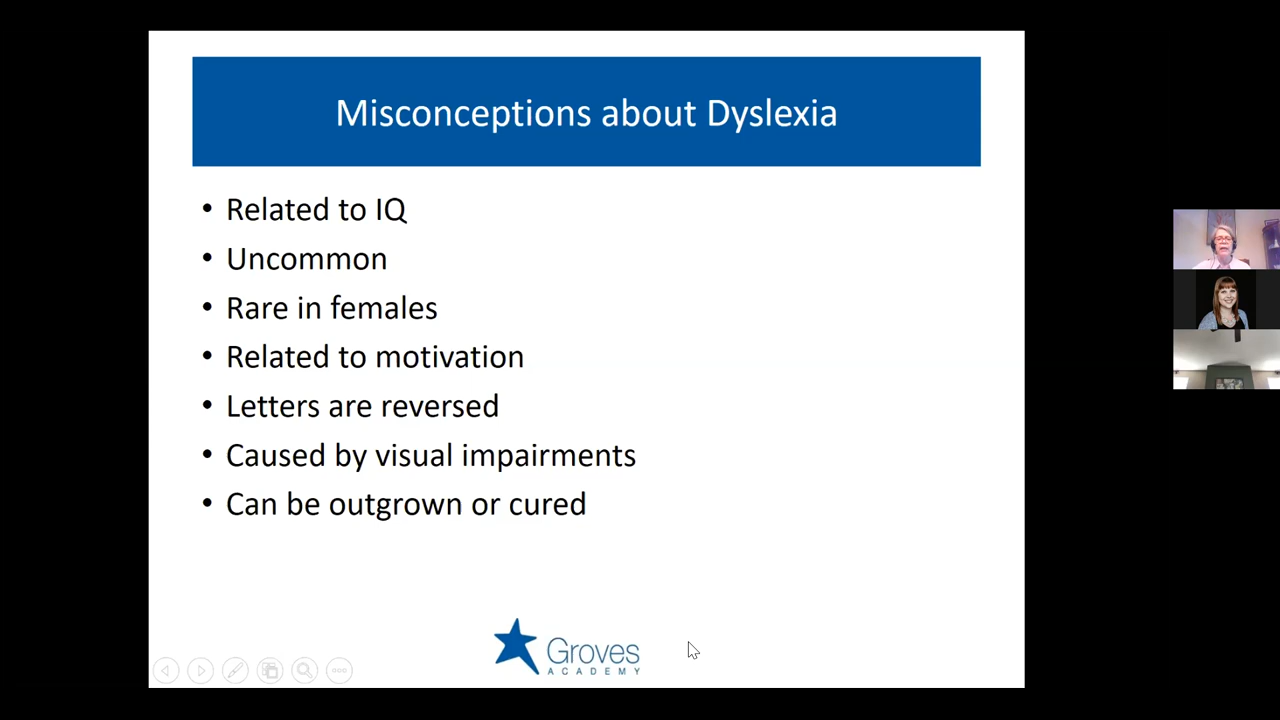 Misconceptions about Dyslexia
• Related to IQ
• Uncommon
• Rare in females
• Related to motivation
• Letters are reversed
• Caused by visual impairments
• Can be outgrown or cured
Groves
ACADEMY